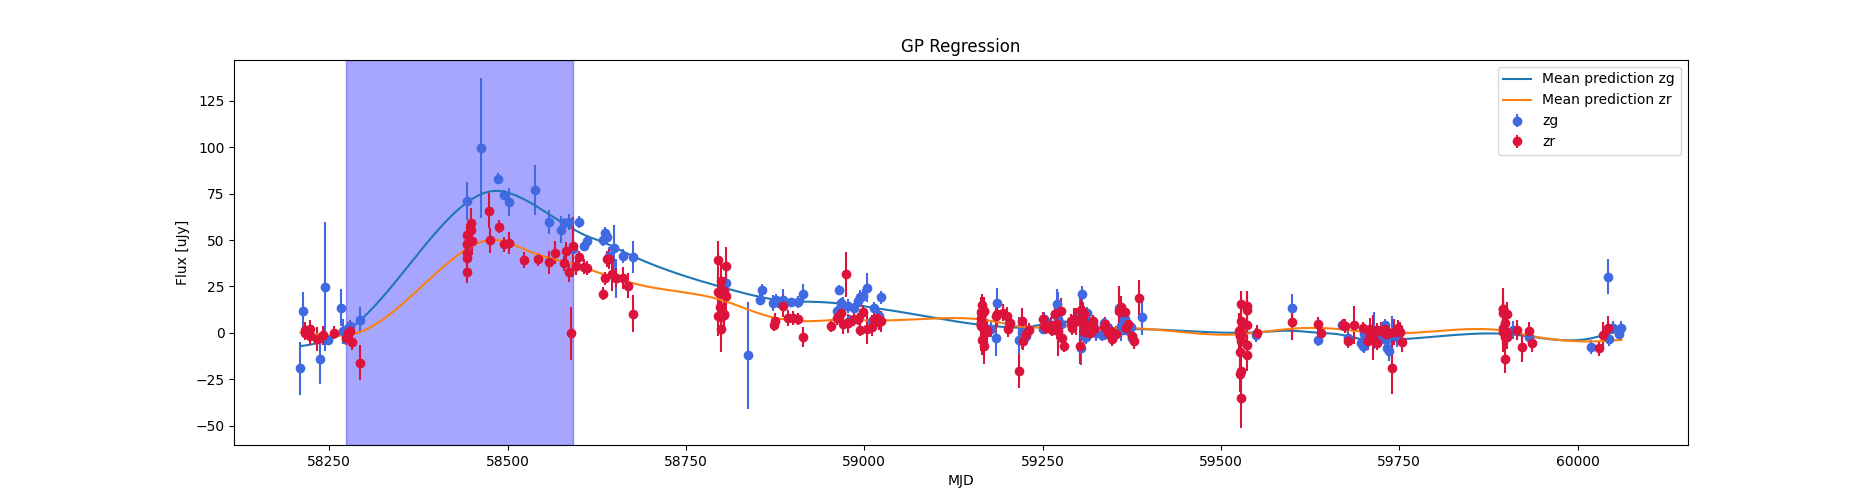 GP Regression
Mean prediction zg
Mean prediction zr
zg
zr
Flux [uJy]
125
100
75
50
25
0
−25
−50
58250 58500 58750 59000 59250 59500 59750 60000
MJD